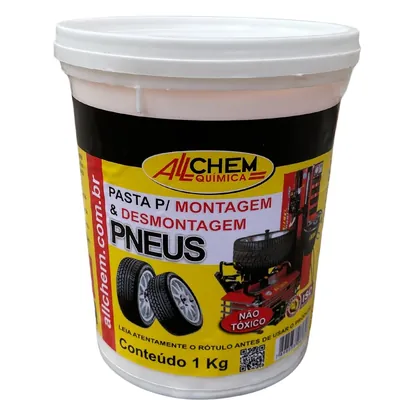 ALLCHEM
QUIMICA
PASTA P/ MONTAGEM
& DESMONTAGEM
PNEUS
NÃO
TÓXICO
LEIA ATENTAMENTE O RÓTULO ANTES DE USAR O
Conteúdo 1 Kg
allchem.com.br